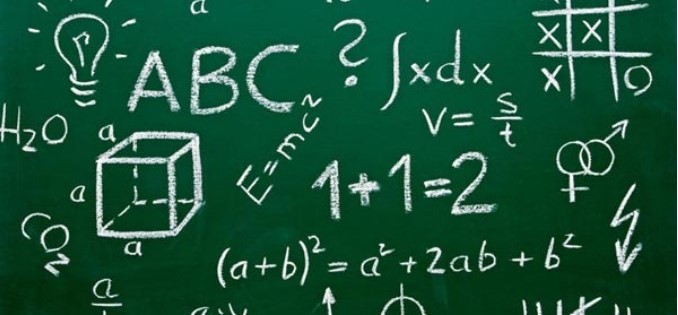 a
ABC
?
∫xdx
X X
X O
H₂O
a
E=mc²
v= s/t
a
1+1=2
CO₂
a
(a+b)²= a²+2ab+b²
a